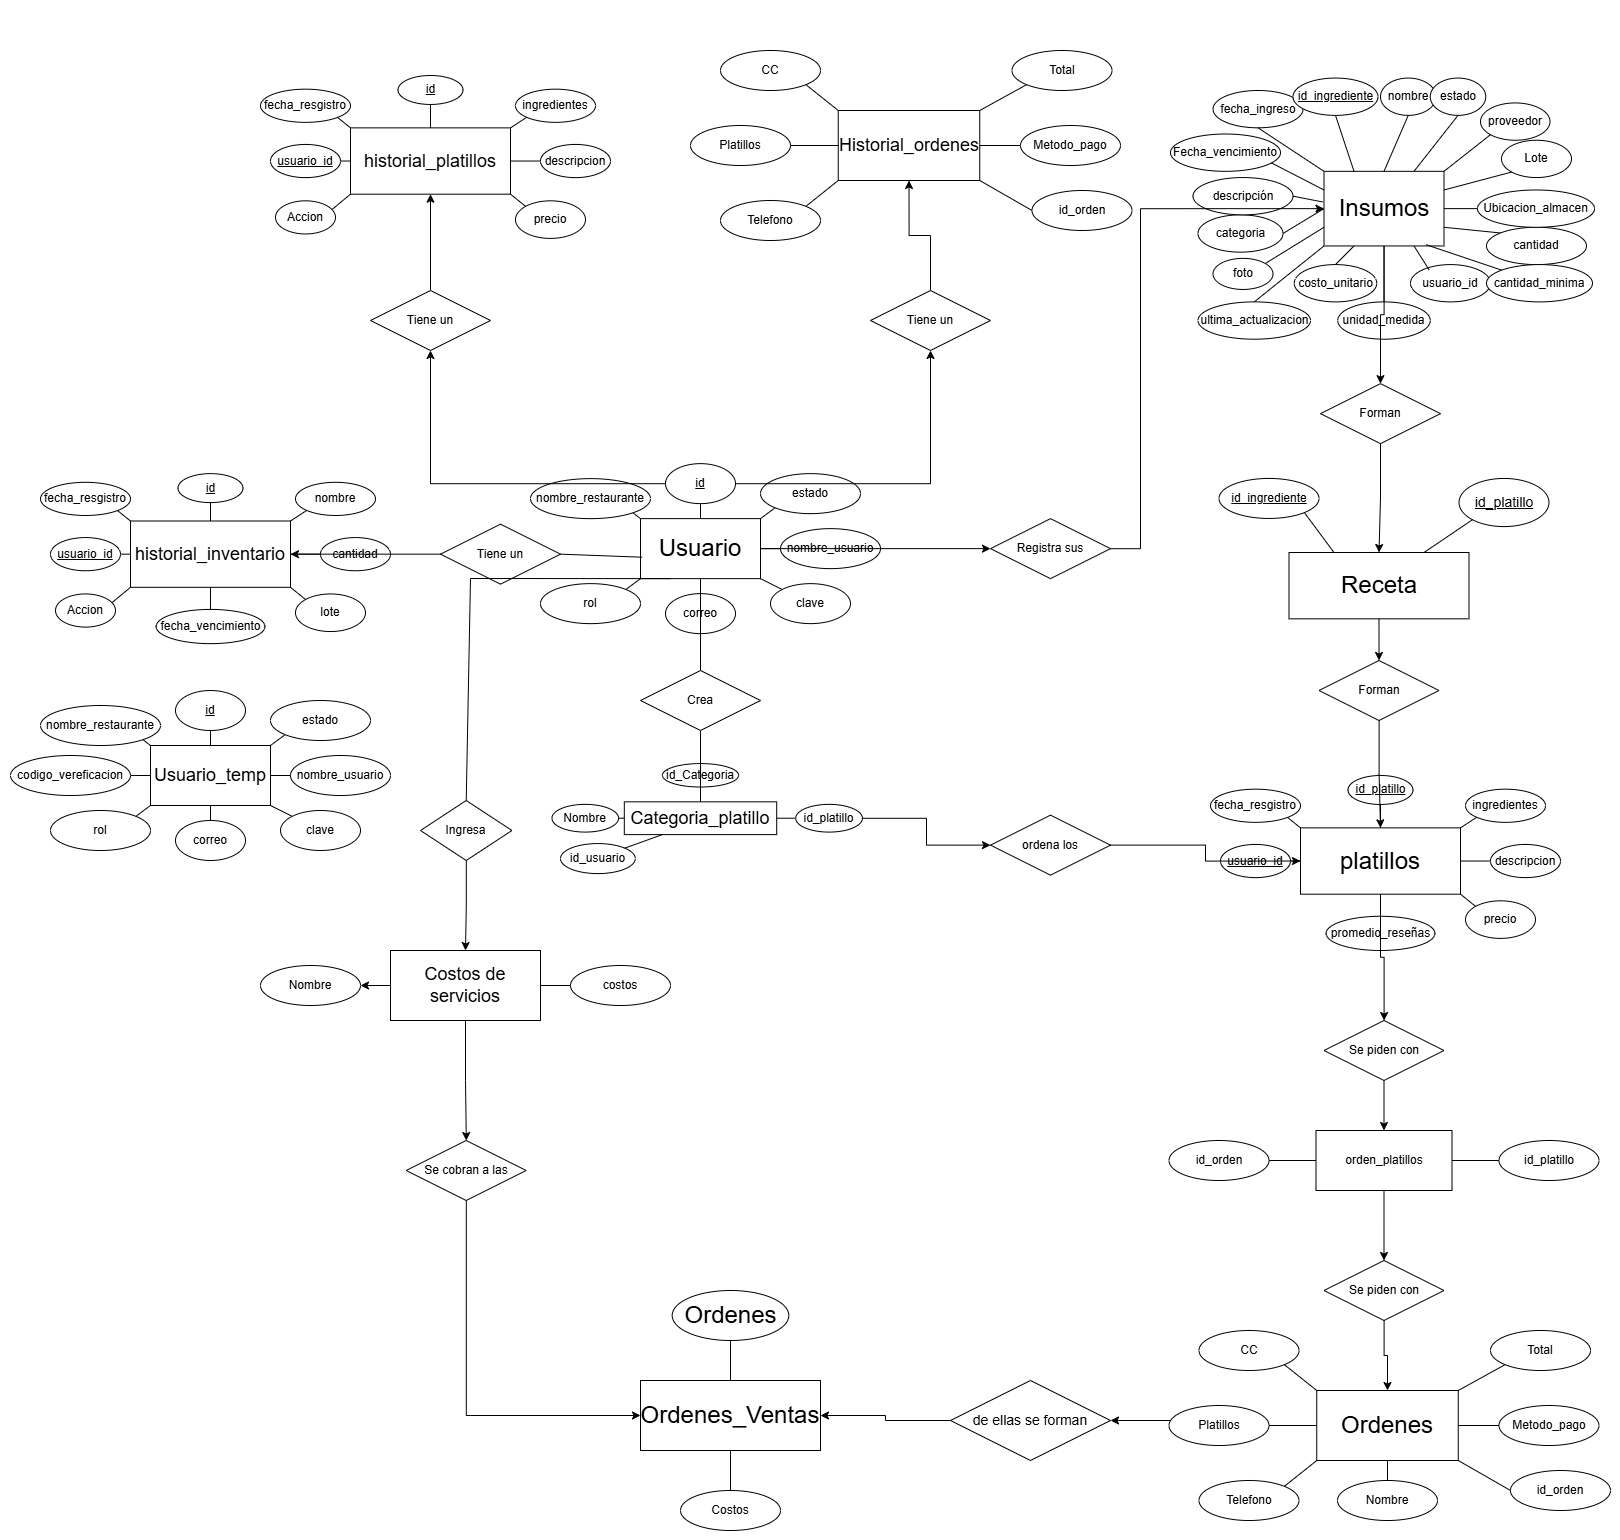 CC
Total
id
fecha_resgistro
ingredientes
historial_platillos
usuario_id
descripcion
Accion
precio
Platillos
Historial_ordenes
Metodo_pago
Telefono
id_orden
fecha_ingreso
id_ingrediente
nombre
estado
proveedor
Fecha_vencimiento
Lote
descripción
Insumos
Ubicacion_almacen
categoria
cantidad
foto
costo_unitario
usuario_id
cantidad_minima
ultima_actualizacion
unidad_medida
Tiene un
Tiene un
Forman
id_ingrediente
id_platillo
Receta
id
fecha_resgistro
nombre
usuario_id
historial_inventario
cantidad
Accion
lote
fecha_vencimiento
Tiene un
id
nombre_restaurante
estado
Usuario
nombre_usuario
rol
correo
clave
Registra sus
Forman
Crea
id
nombre_restaurante
estado
codigo_vereficacion
Usuario_temp
nombre_usuario
rol
correo
clave
Ingresa
id_Categoria
Nombre
Categoria_platillo
id_platillo
id_usuario
ordena los
id_platillo
fecha_resgistro
ingredientes
usuario_id
platillos
descripcion
precio
promedio_reseñas
Nombre
Costos de
servicios
costos
Se piden con
Se cobran a las
id_orden
orden_platillos
id_platillo
Se piden con
Ordenes
Ordenes_Ventas
Costos
de ellas se forman
CC
Total
Platillos
Ordenes
Metodo_pago
Telefono
Nombre
id_orden